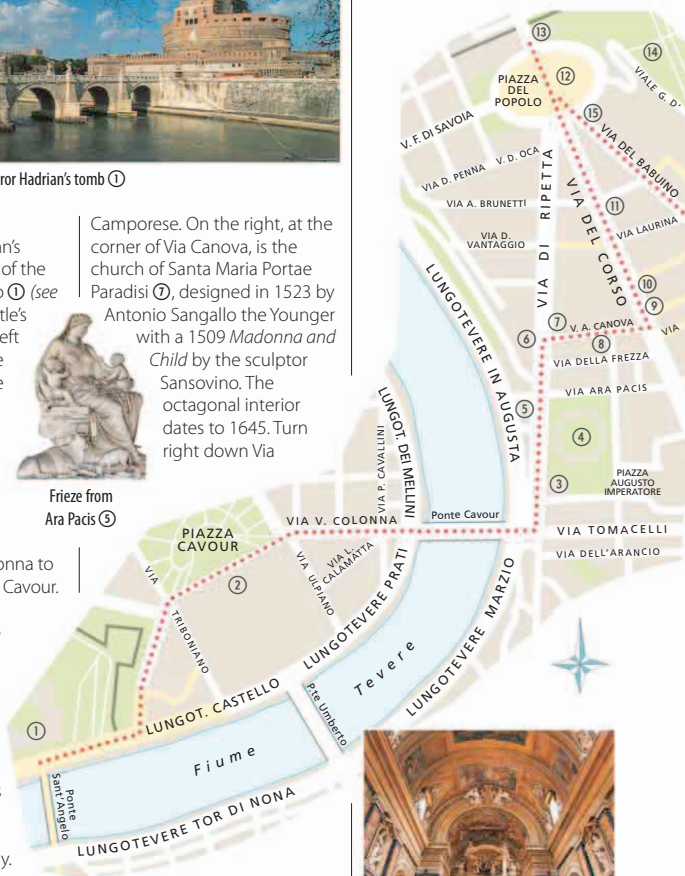 ror Hadrian's tomb ①
an's
of the
o ① (see
tle's
eft
e
e
Frieze from
Ara Pacis ⑤
onna to
Cavour.
s
y.
Camporese. On the right, at the
corner of Via Canova, is the
church of Santa Maria Portae
Paradisi ⑦, designed in 1523 by
Antonio Sangallo the Younger
with a 1509 Madonna and
Child by the sculptor
Sansovino. The
octagonal interior
dates to 1645. Turn
right down Via
⑬
⑫
⑭
PIAZZA
DEL
POPOLO
VIALE G. D'
⑮
V. F. DI SAVOIA
VIA DEL BABUINO
V. D. OCA
VIA D. PENNA
VIA A. BRUNETTI
VIA DI RIPETTA
VIA DEL CORSO
⑪
VIA LAURINA
VIA D.
VANTAGGIO
LUNGOTEVERE IN AUGUSTA
⑩
⑨
⑦
V. A. CANOVA
VIA
⑥
⑧
VIA DELLA FREZZA
VIA ARA PACIS
⑤
④
③
PIAZZA
AUGUSTO
IMPERATORE
LUNGOT. DEI MELLINI
VIA P. CAVALLINI
Ponte Cavour
VIA V. COLONNA
VIA TOMACELLI
VIA DELL'ARANCIO
PIAZZA
CAVOUR
VIA L.
CALAMATTA
VIA ULPIANO
②
VIA
TRIBONIANO
LUNGOTEVERE PRATI
LUNGOTEVERE MARZIO
Tevere
LUNGOT. CASTELLO
P.te Umberto
①
Fiume
Ponte
Sant'Angelo
LUNGOTEVERE TOR DI NONA